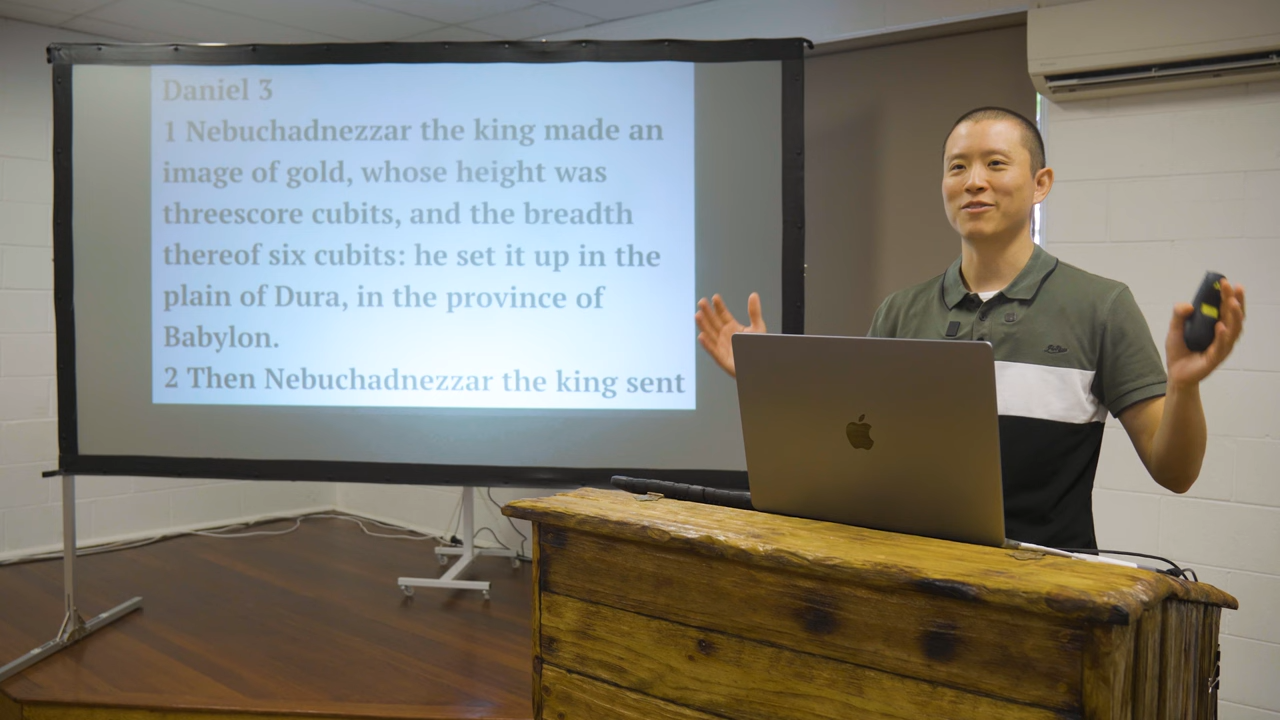 Daniel 3
1 Nebuchadnezzar the king made an
image of gold, whose height was
threescore cubits, and the breadth
thereof six cubits: he set it up in the
plain of Dura, in the province of
Babylon.
2 Then Nebuchadnezzar the king sent